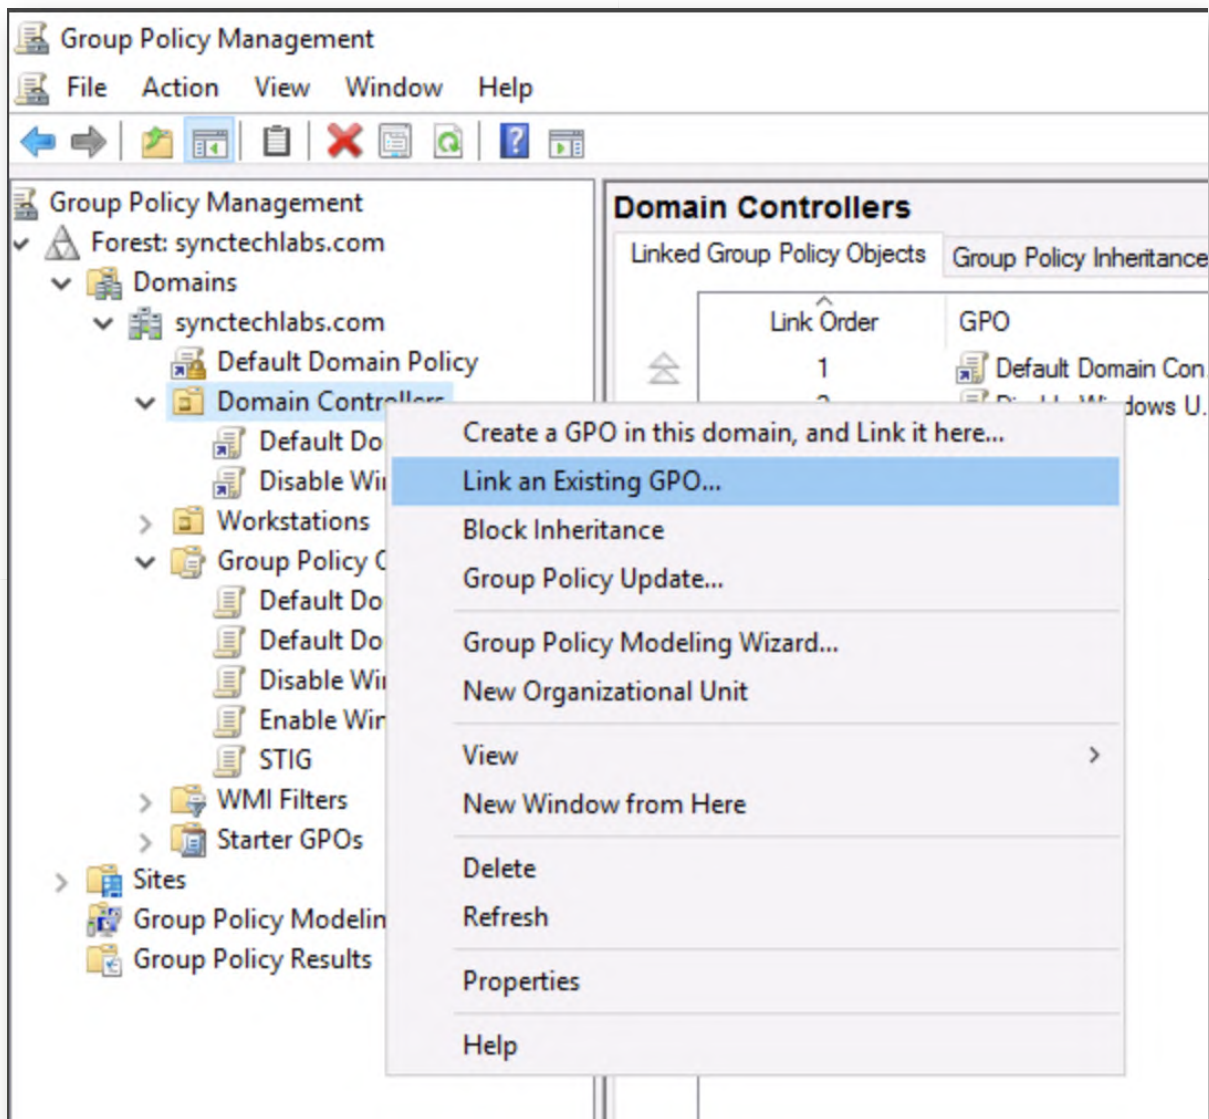 Group Policy Management
File Action View Window Help
Group Policy Management
Forest: synctechlabs.com
Domains
synctechlabs.com
Default Domain Policy
Domain Controllers
Default Do
Disable Wi
Workstations
Group Policy
Default Do
Default Do
Disable Wi
Enable Win
STIG
WMI Filters
Starter GPOs
Sites
Group Policy Modelin
Group Policy Results
Domain Controllers
Linked Group Policy Objects Group Policy Inheritance
Link Order GPO
1 Default Domain Con
Windows U.
Create a GPO in this domain, and Link it here...
Link an Existing GPO...
Block Inheritance
Group Policy Update...
Group Policy Modeling Wizard...
New Organizational Unit
View
New Window from Here
Delete
Refresh
Properties
Help